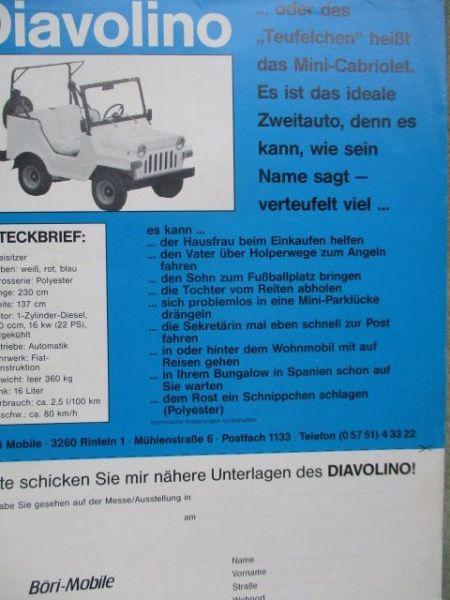 Diavolino
... oder das
„Teufelchen" heißt
das Mini-Cabriolet.
Es ist das ideale
Zweitauto, denn es
kann, wie sein
Name sagt –
verteufelt viel ...
TECKBRIEF:
eisitzer
ben: weiß, rot, blau
osserie: Polyester
nge: 230 cm
eite: 137 cm
tor: 1-Zylinder-Diesel,
0 ccm, 16 kw (22 PS),
tgekühlt
triebe: Automatik
hrwerk: Fiat-
nstruktion
wicht: leer 360 kg
nk: 16 Liter
rbrauch: ca. 2,5 l/100 km
schw.: ca. 80 km/h
es kann ...
... der Hausfrau beim Einkaufen helfen
... den Vater über Holperwege zum Angeln
fahren
... den Sohn zum Fußballplatz bringen
... die Tochter vom Reiten abholen
... sich problemlos in eine Mini-Parklücke
drängeln
... die Sekretärin mal eben schnell zur Post
fahren
... in oder hinter dem Wohnmobil mit auf
Reisen gehen
... in Ihrem Bungalow in Spanien schon auf
Sie warten
... dem Rost ein Schnippchen schlagen
(Polyester)
Technische Änderungen vorbehalten
i Mobile · 3260 Rinteln 1 · Mühlenstraße 6 · Postfach 1133 · Telefon (0 57 51) 4 33 22
te schicken Sie mir nähere Unterlagen des DIAVOLINO!
abe Sie gesehen auf der Messe/Ausstellung in
am
Name
Vorname
Straße
Wohnort
Böri-Mobile